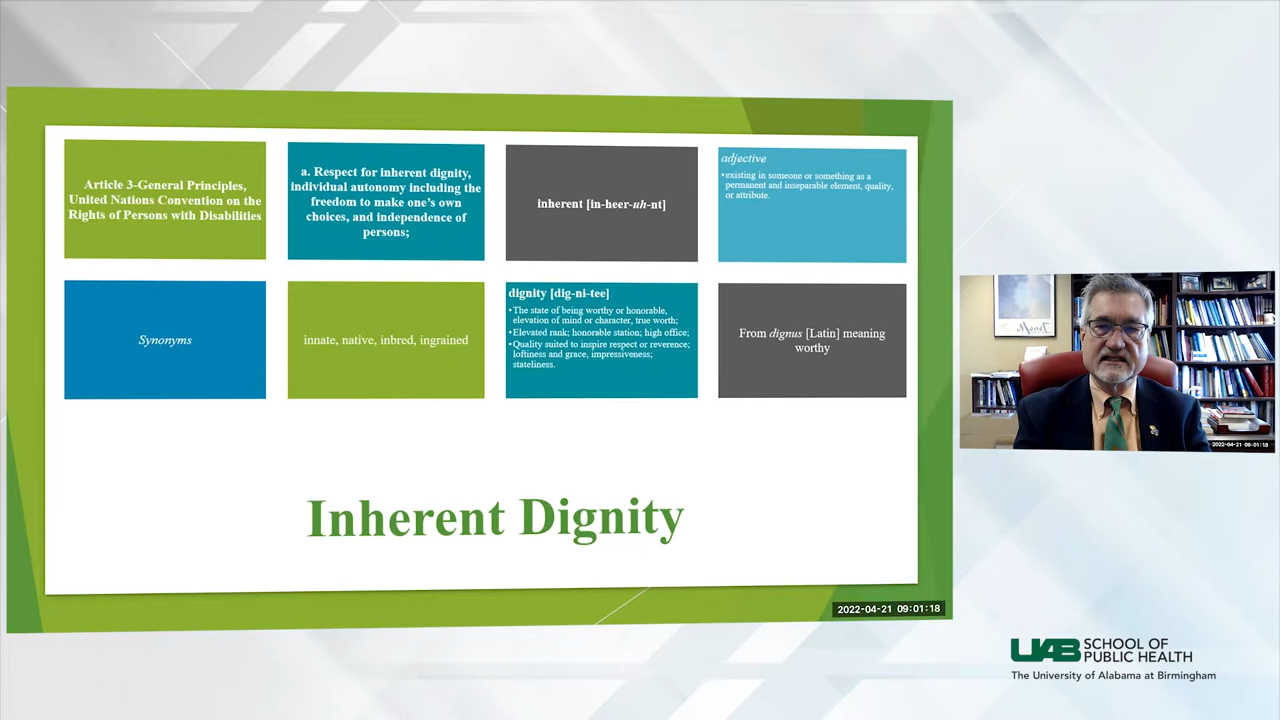 Article 3-General Principles,
United Nations Convention on the
Rights of Persons with Disabilities
a. Respect for inherent dignity,
individual autonomy including the
freedom to make one's own
choices, and independence of
persons;
inherent [in-heer-uh-nt]
adjective
•existing in someone or something as a
permanent and inseparable element, quality,
or attribute.
Synonyms
innate, native, inbred, ingrained
dignity [dig-ni-tee]
•The state of being worthy or honorable,
elevation of mind or character, true worth;
•Elevated rank; honorable station; high office;
•Quality suited to inspire respect or reverence;
loftiness and grace, impressiveness;
stateliness.
From dignus [Latin] meaning
worthy
Inherent Dignity
2022-04-21 09:01:18
Monet
2022-04-21 09:01:18
UAB SCHOOL OF
PUBLIC HEALTH
The University of Alabama at Birmingham